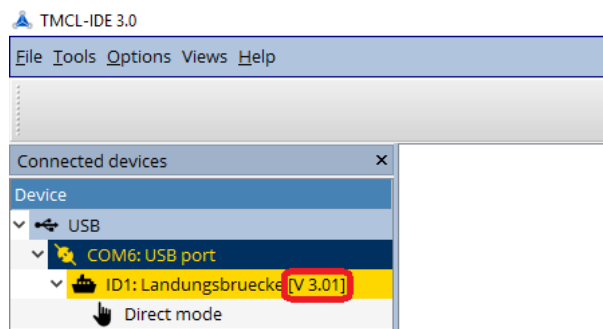 TMCL-IDE 3.0
File Tools Options Views Help
Connected devices ×
Device
USB
COM6: USB port
ID1: Landungsbruecke [V 3.01]
Direct mode